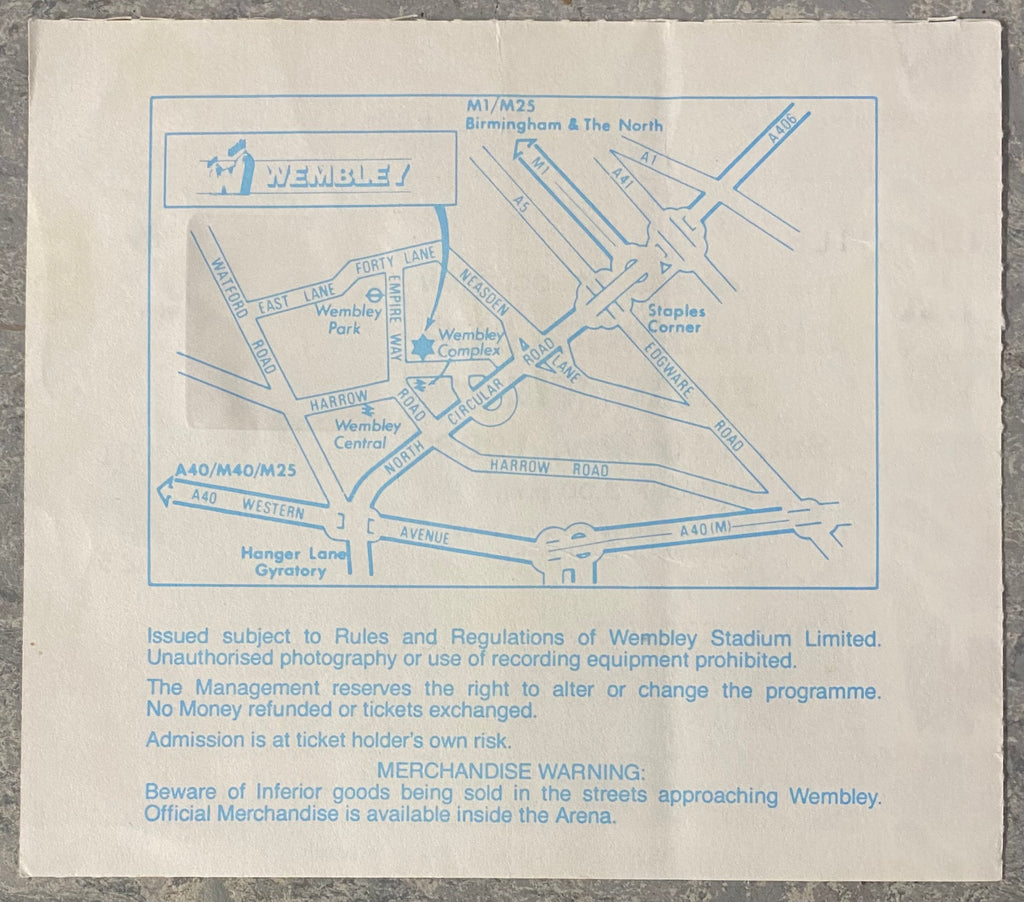 M1/M25
Birmingham & The North
A406
W WEMBLEY
M1
A1
A41
A5
WATFORD
ROAD
EAST LANE
FORTY LANE
NEASDEN
LANE
EMPIRE WAY
Wembley
Park
Staples
Corner
Wembley
Complex
EDGWARE
ROAD
HARROW
ROAD
NORTH
CIRCULAR
ROAD
Wembley
Central
HARROW ROAD
A40/M40/M25
A40 WESTERN
AVENUE
A40(M)
Hanger Lane
Gyratory
Issued subject to Rules and Regulations of Wembley Stadium Limited.
Unauthorised photography or use of recording equipment prohibited.
The Management reserves the right to alter or change the programme.
No Money refunded or tickets exchanged.
Admission is at ticket holder's own risk.
MERCHANDISE WARNING:
Beware of Inferior goods being sold in the streets approaching Wembley.
Official Merchandise is available inside the Arena.